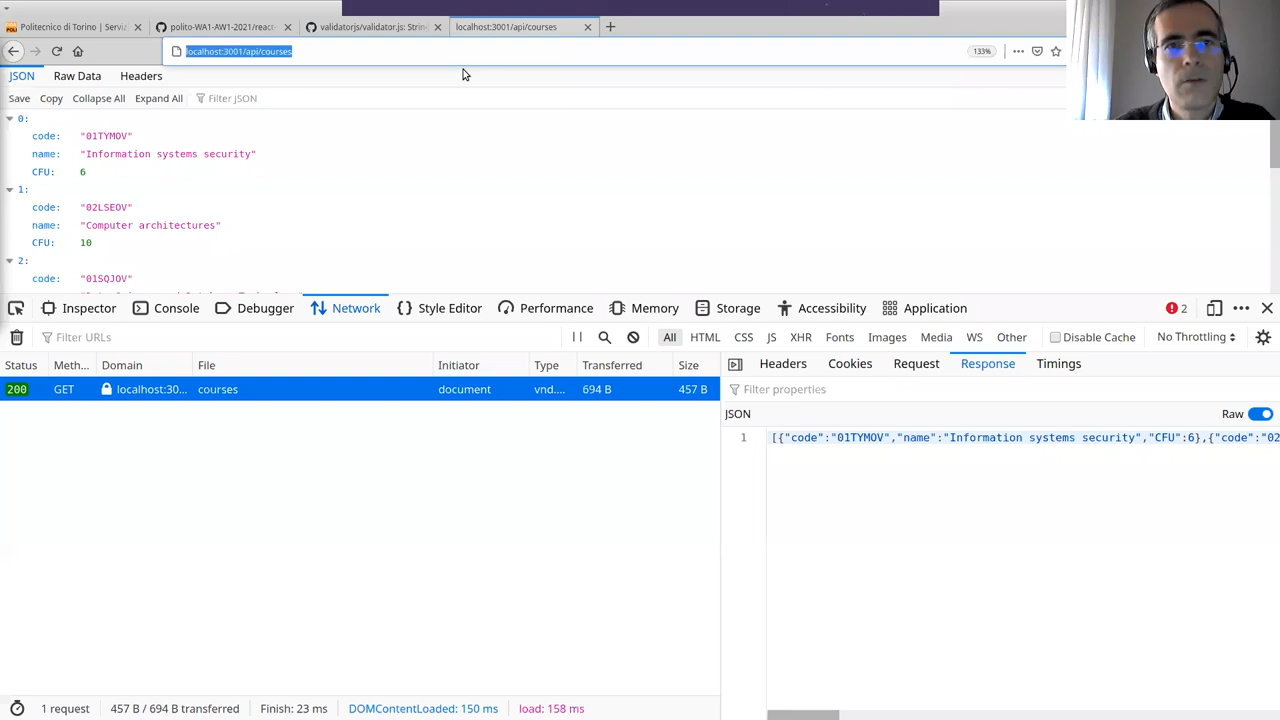 Politecnico di Torino | Serviz
polito-WA1-AW1-2021/react-
validatorjs/validator.js: Strin
localhost:3001/api/courses
localhost:3001/api/courses
133%
JSON
Raw Data
Headers
Save
Copy
Collapse All
Expand All
Filter JSON
0:
code: "01TYMOV"
name: "Information systems security"
CFU: 6
1:
code: "02LSEOV"
name: "Computer architectures"
CFU: 10
2:
code: "01SQJOV"
Inspector
Console
Debugger
Network
Style Editor
Performance
Memory
Storage
Accessibility
Application
2
Filter URLs
All
HTML
CSS
JS
XHR
Fonts
Images
Media
WS
Other
Disable Cache
No Throttling
Status
Meth...
Domain
File
Initiator
Type
Transferred
Size
Headers
Cookies
Request
Response
Timings
200
GET
localhost:30...
courses
document
vnd....
694 B
457 B
Filter properties
JSON
Raw
1
[{"code":"01TYMOV","name":"Information systems security","CFU":6},{"code":"02
1 request
457 B / 694 B transferred
Finish: 23 ms
DOMContentLoaded: 150 ms
load: 158 ms